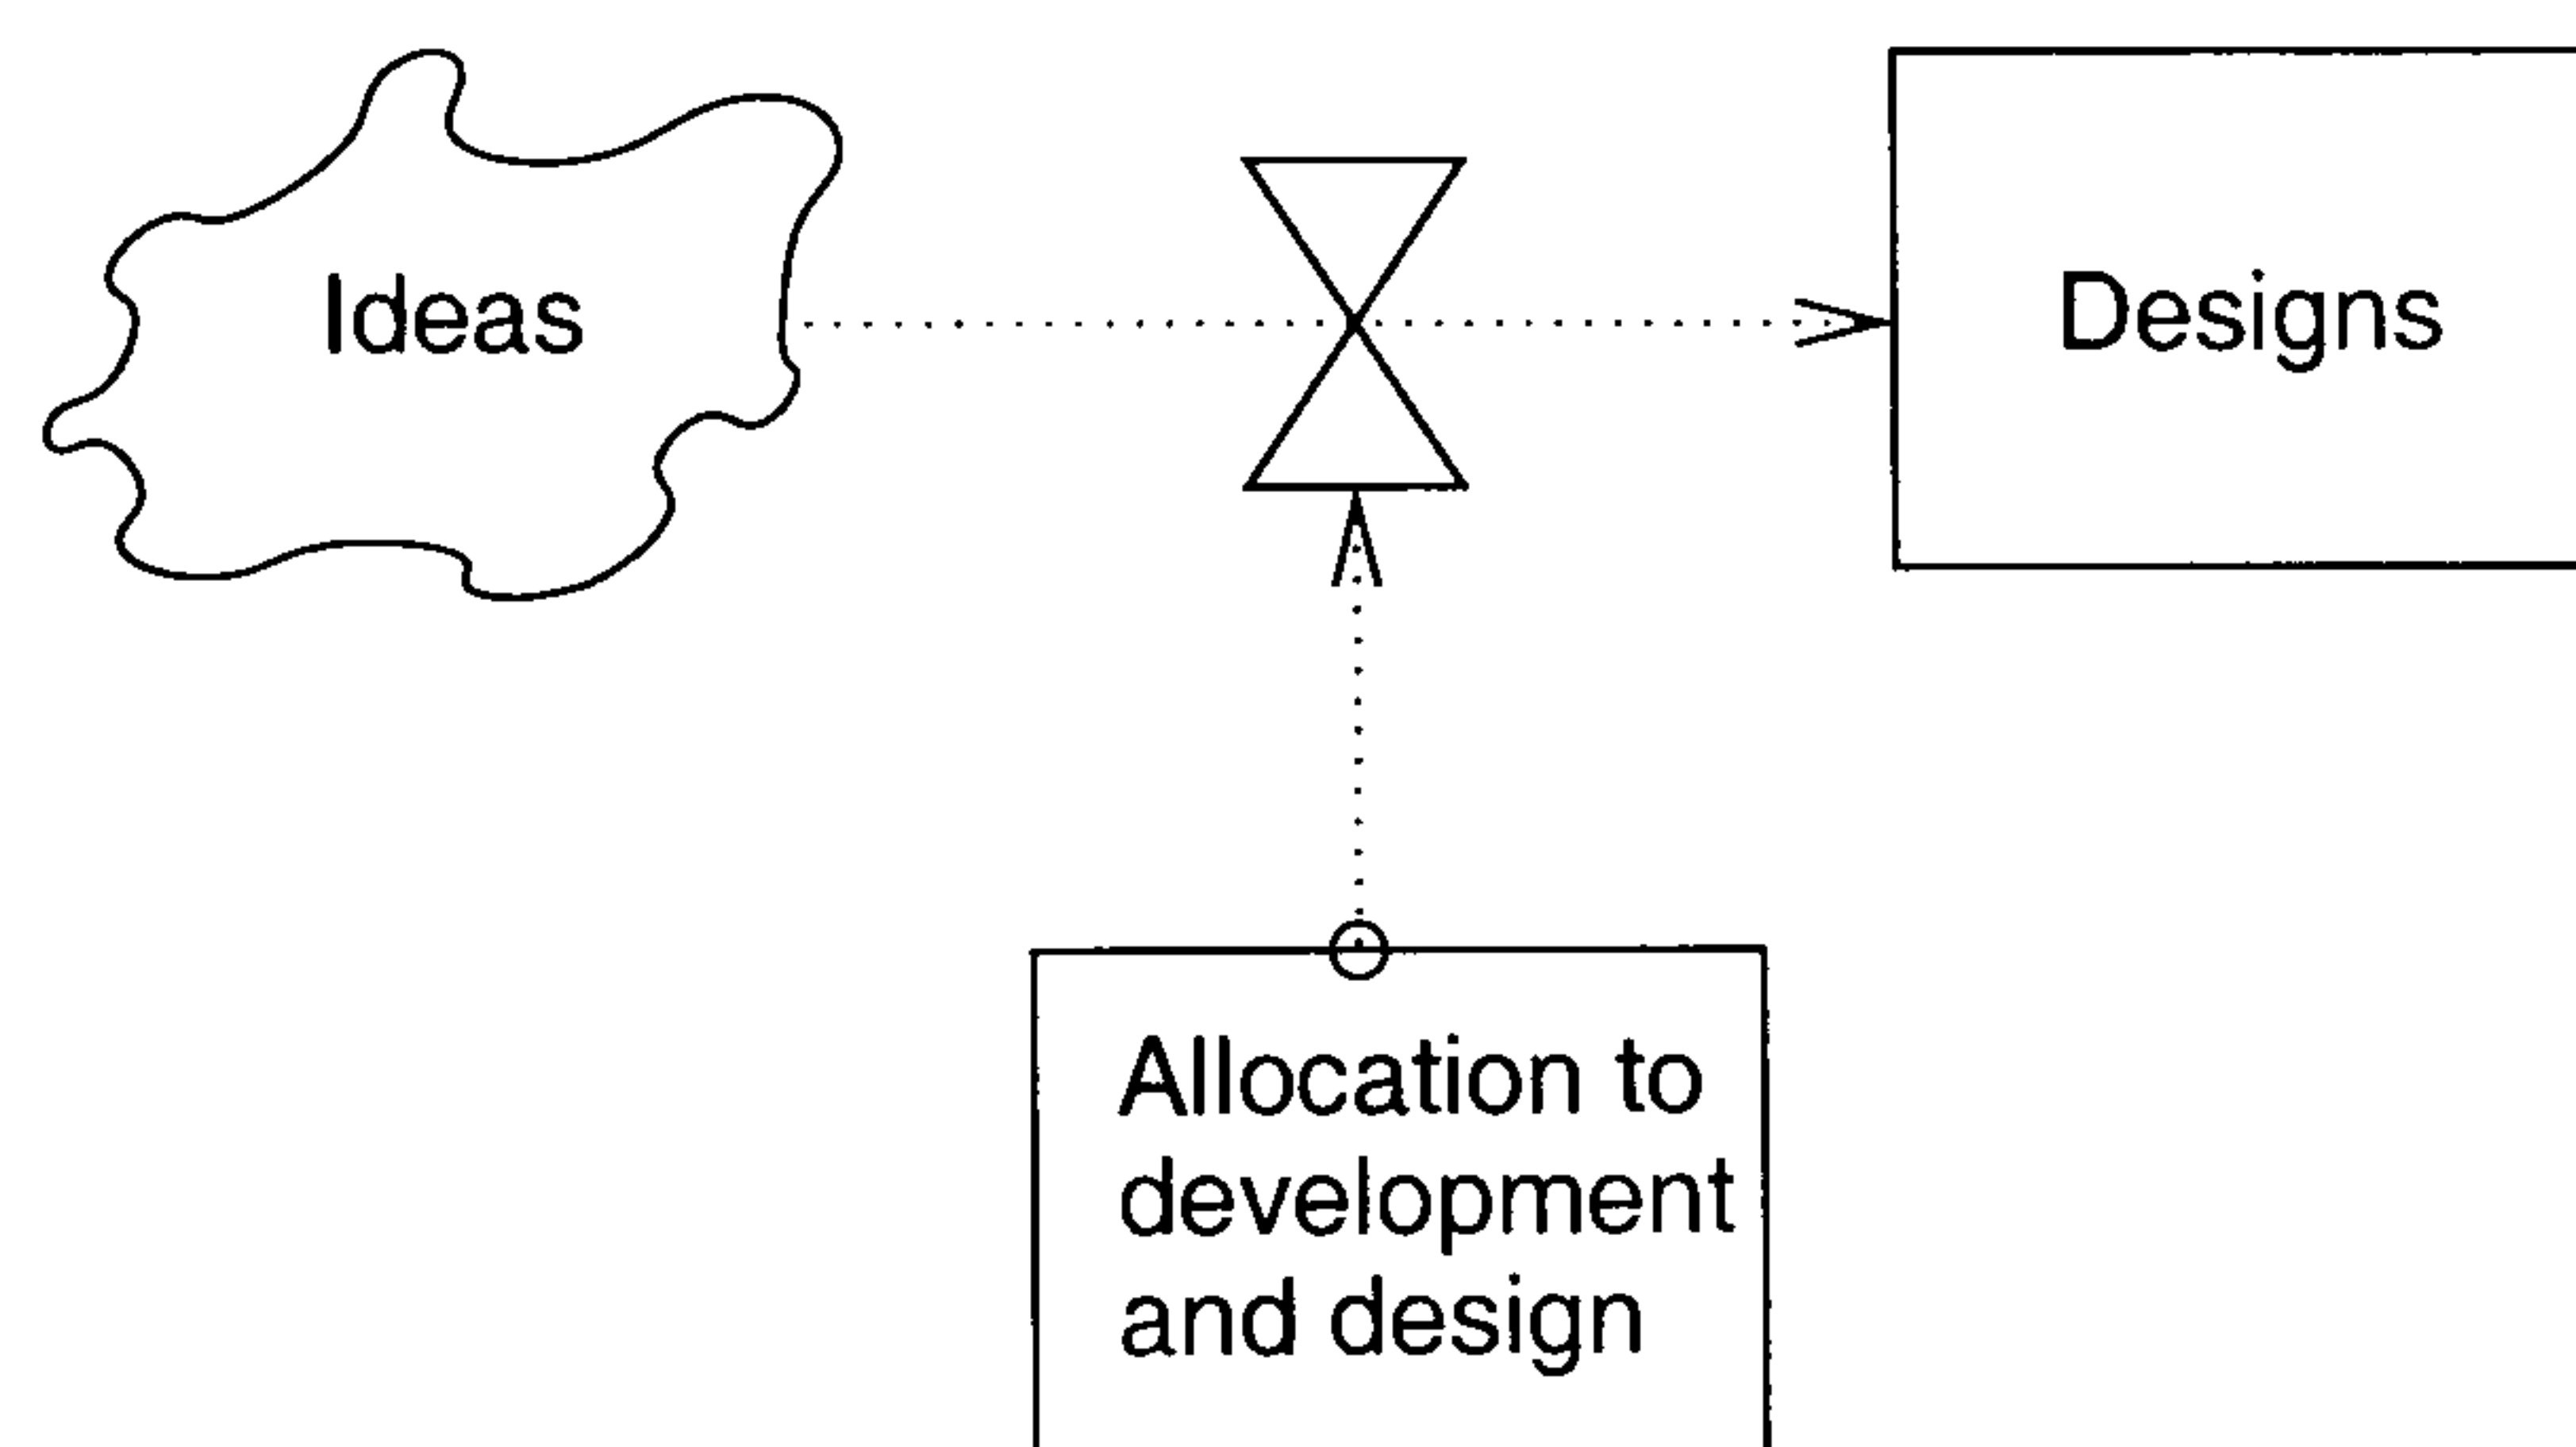 Ideas
Designs
Allocation to
development
and design